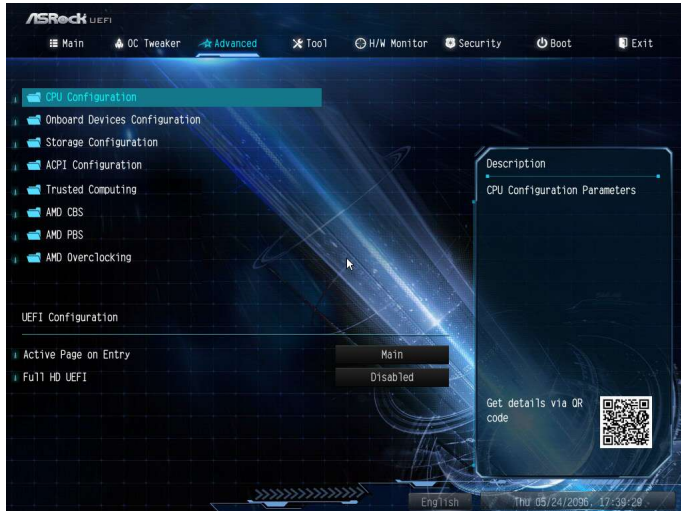 ASRock UEFI
Main OC Tweaker Advanced Tool H/W Monitor Security Boot Exit
CPU Configuration
Onboard Devices Configuration
Storage Configuration
ACPI Configuration
Trusted Computing
AMD CBS
AMD PBS
AMD Overclocking
UEFI Configuration
Active Page on Entry Main
Full HD UEFI Disabled
Description
CPU Configuration Parameters
Get details via QR
code
English Thu 05/24/2096, 17:39:29